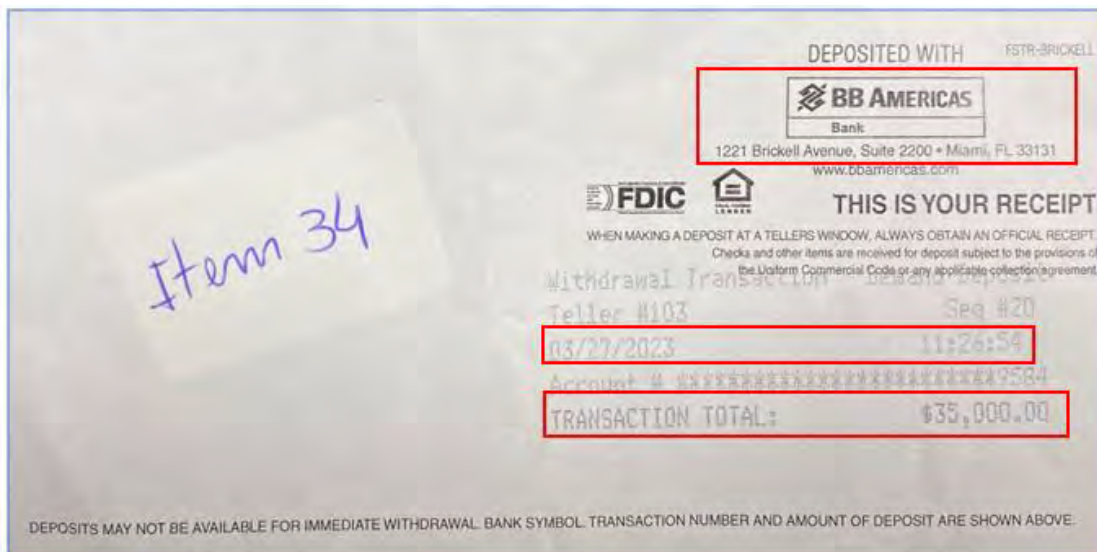 Item 34
DEPOSITED WITH FSTR-BRICKELL
BB AMERICAS
Bank
1221 Brickell Avenue, Suite 2200 • Miami, FL 33131
www.bbamericas.com
FDIC
EQUAL HOUSING LENDER
THIS IS YOUR RECEIPT
WHEN MAKING A DEPOSIT AT A TELLERS WINDOW, ALWAYS OBTAIN AN OFFICIAL RECEIPT.
Checks and other items are received for deposit subject to the provisions of
the Uniform Commercial Code or any applicable collection agreement
Withdrawal Transaction - Demand Deposit
Teller #103 Seq #20
03/27/2023 11:26:54
Account # **************************9584
TRANSACTION TOTAL: $35,000.00
DEPOSITS MAY NOT BE AVAILABLE FOR IMMEDIATE WITHDRAWAL. BANK SYMBOL. TRANSACTION NUMBER AND AMOUNT OF DEPOSIT ARE SHOWN ABOVE.